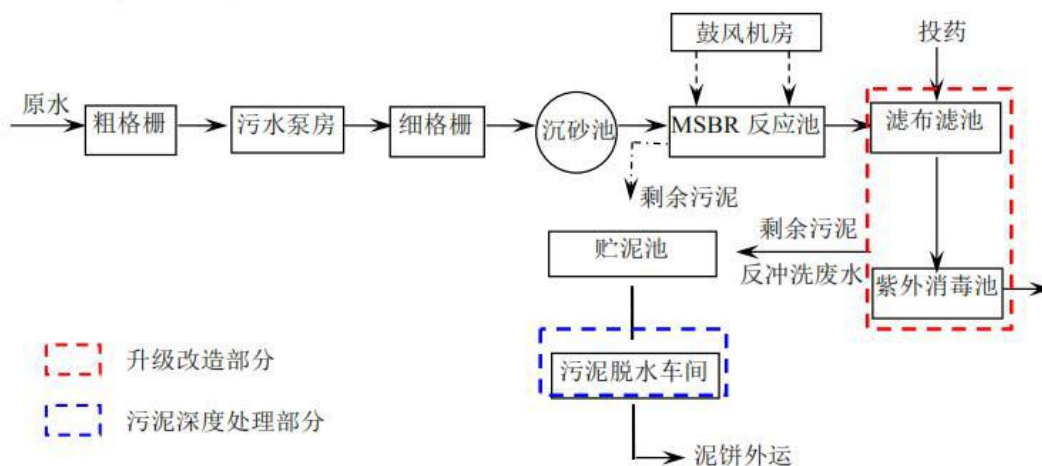 鼓风机房
投药
原水
粗格栅
污水泵房
细格栅
沉砂池
MSBR 反应池
滤布滤池
剩余污泥
剩余污泥
贮泥池
反冲洗废水
紫外消毒池
升级改造部分
污泥脱水车间
污泥深度处理部分
泥饼外运